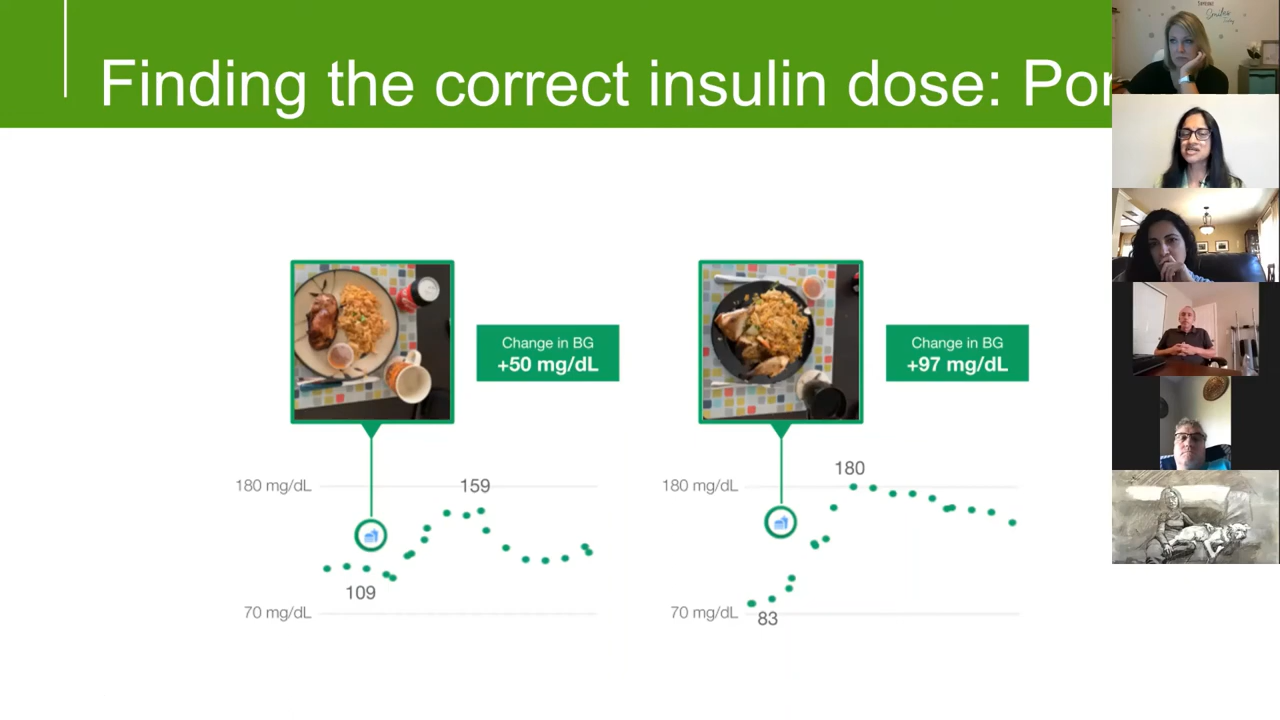 Finding the correct insulin dose: Por
Change in BG
+50 mg/dL
Change in BG
+97 mg/dL
180 mg/dL
159
109
70 mg/dL
180 mg/dL
180
70 mg/dL
83
Smiles